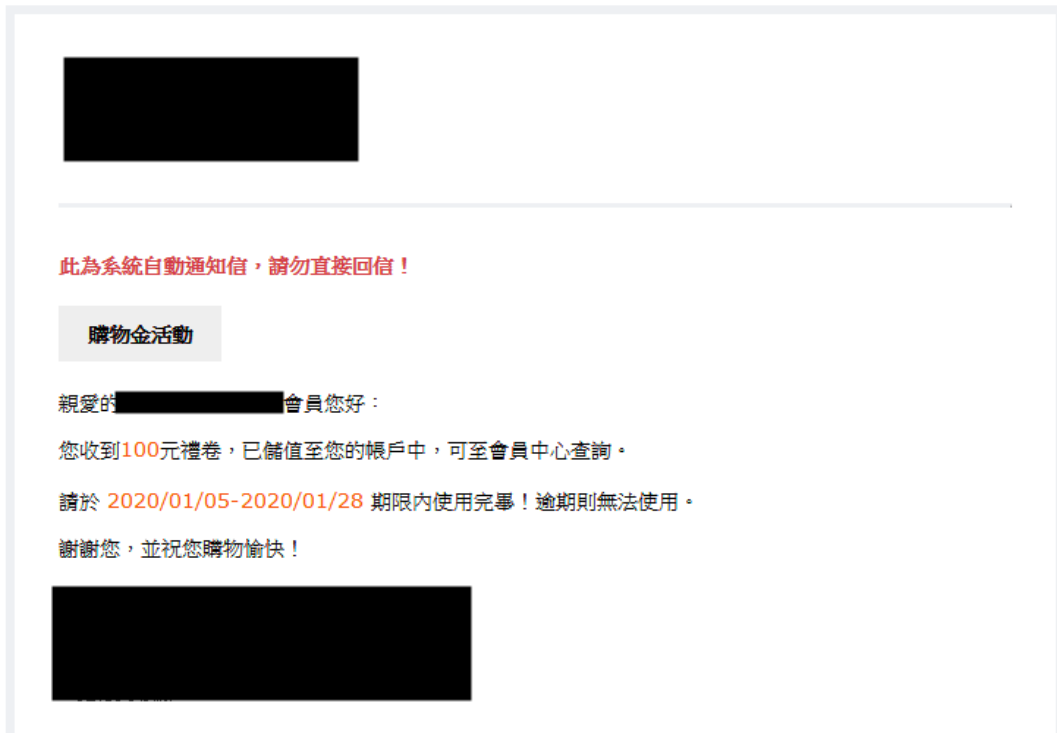 此為系統自動通知信，請勿直接回信！
購物金活動
親愛的會員您好：
您收到100元禮卷，已儲值至您的帳戶中，可至會員中心查詢。
請於 2020/01/05-2020/01/28 期限內使用完畢！逾期則無法使用。
謝謝您，並祝您購物愉快！